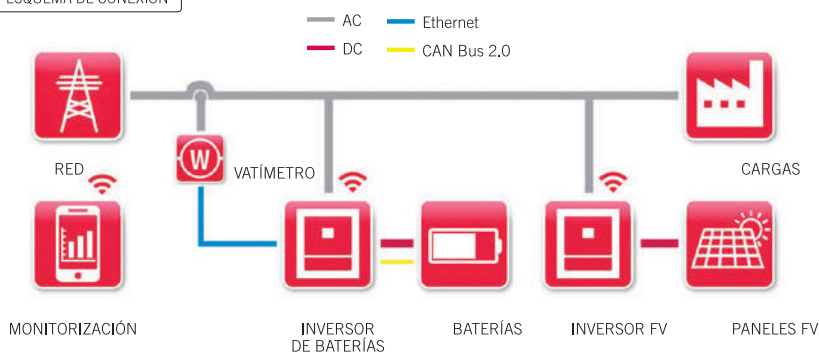 ESQUEMA DE CONEXIÓN
AC
Ethernet
DC
CAN Bus 2.0
RED
W
VATÍMETRO
CARGAS
MONITORIZACIÓN
INVERSOR
DE BATERÍAS
BATERÍAS
INVERSOR FV
PANELES FV